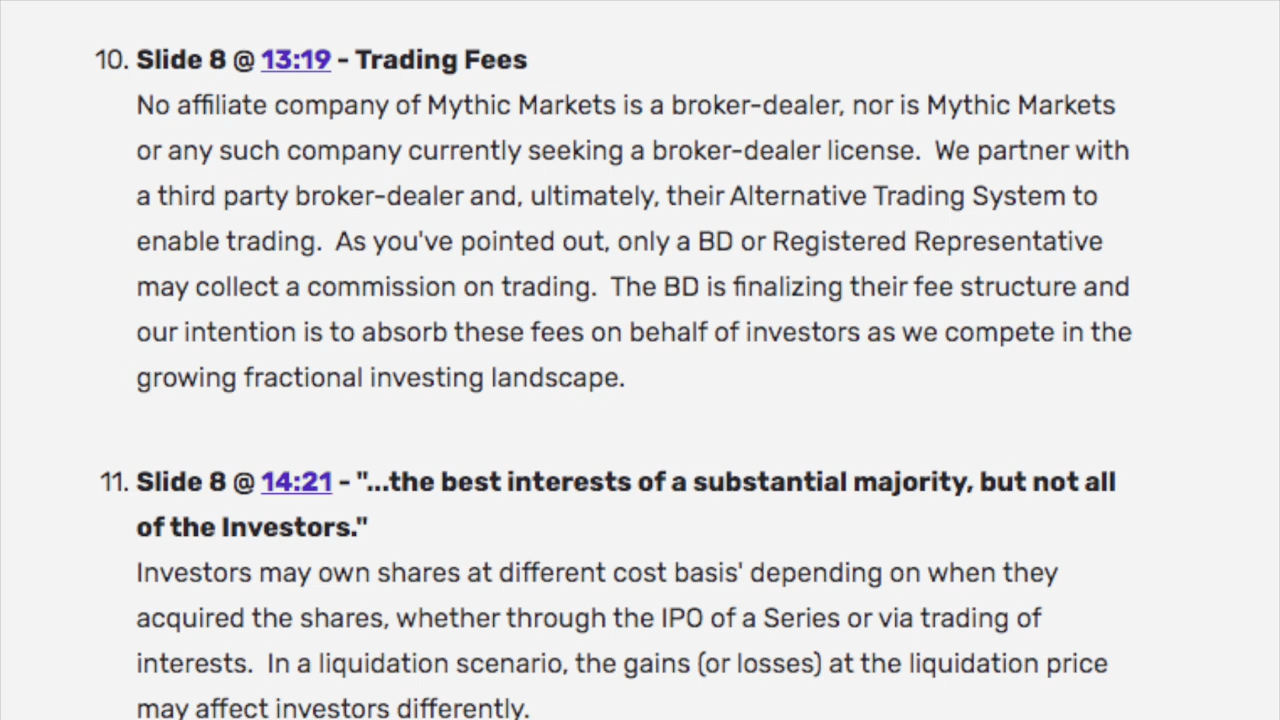 10. Slide 8 @ 13:19 - Trading Fees
No affiliate company of Mythic Markets is a broker-dealer, nor is Mythic Markets
or any such company currently seeking a broker-dealer license.  We partner with
a third party broker-dealer and, ultimately, their Alternative Trading System to
enable trading.  As you've pointed out, only a BD or Registered Representative
may collect a commission on trading.  The BD is finalizing their fee structure and
our intention is to absorb these fees on behalf of investors as we compete in the
growing fractional investing landscape.
11. Slide 8 @ 14:21 - "...the best interests of a substantial majority, but not all
of the Investors."
Investors may own shares at different cost basis' depending on when they
acquired the shares, whether through the IPO of a Series or via trading of
interests.  In a liquidation scenario, the gains (or losses) at the liquidation price
may affect investors differently.